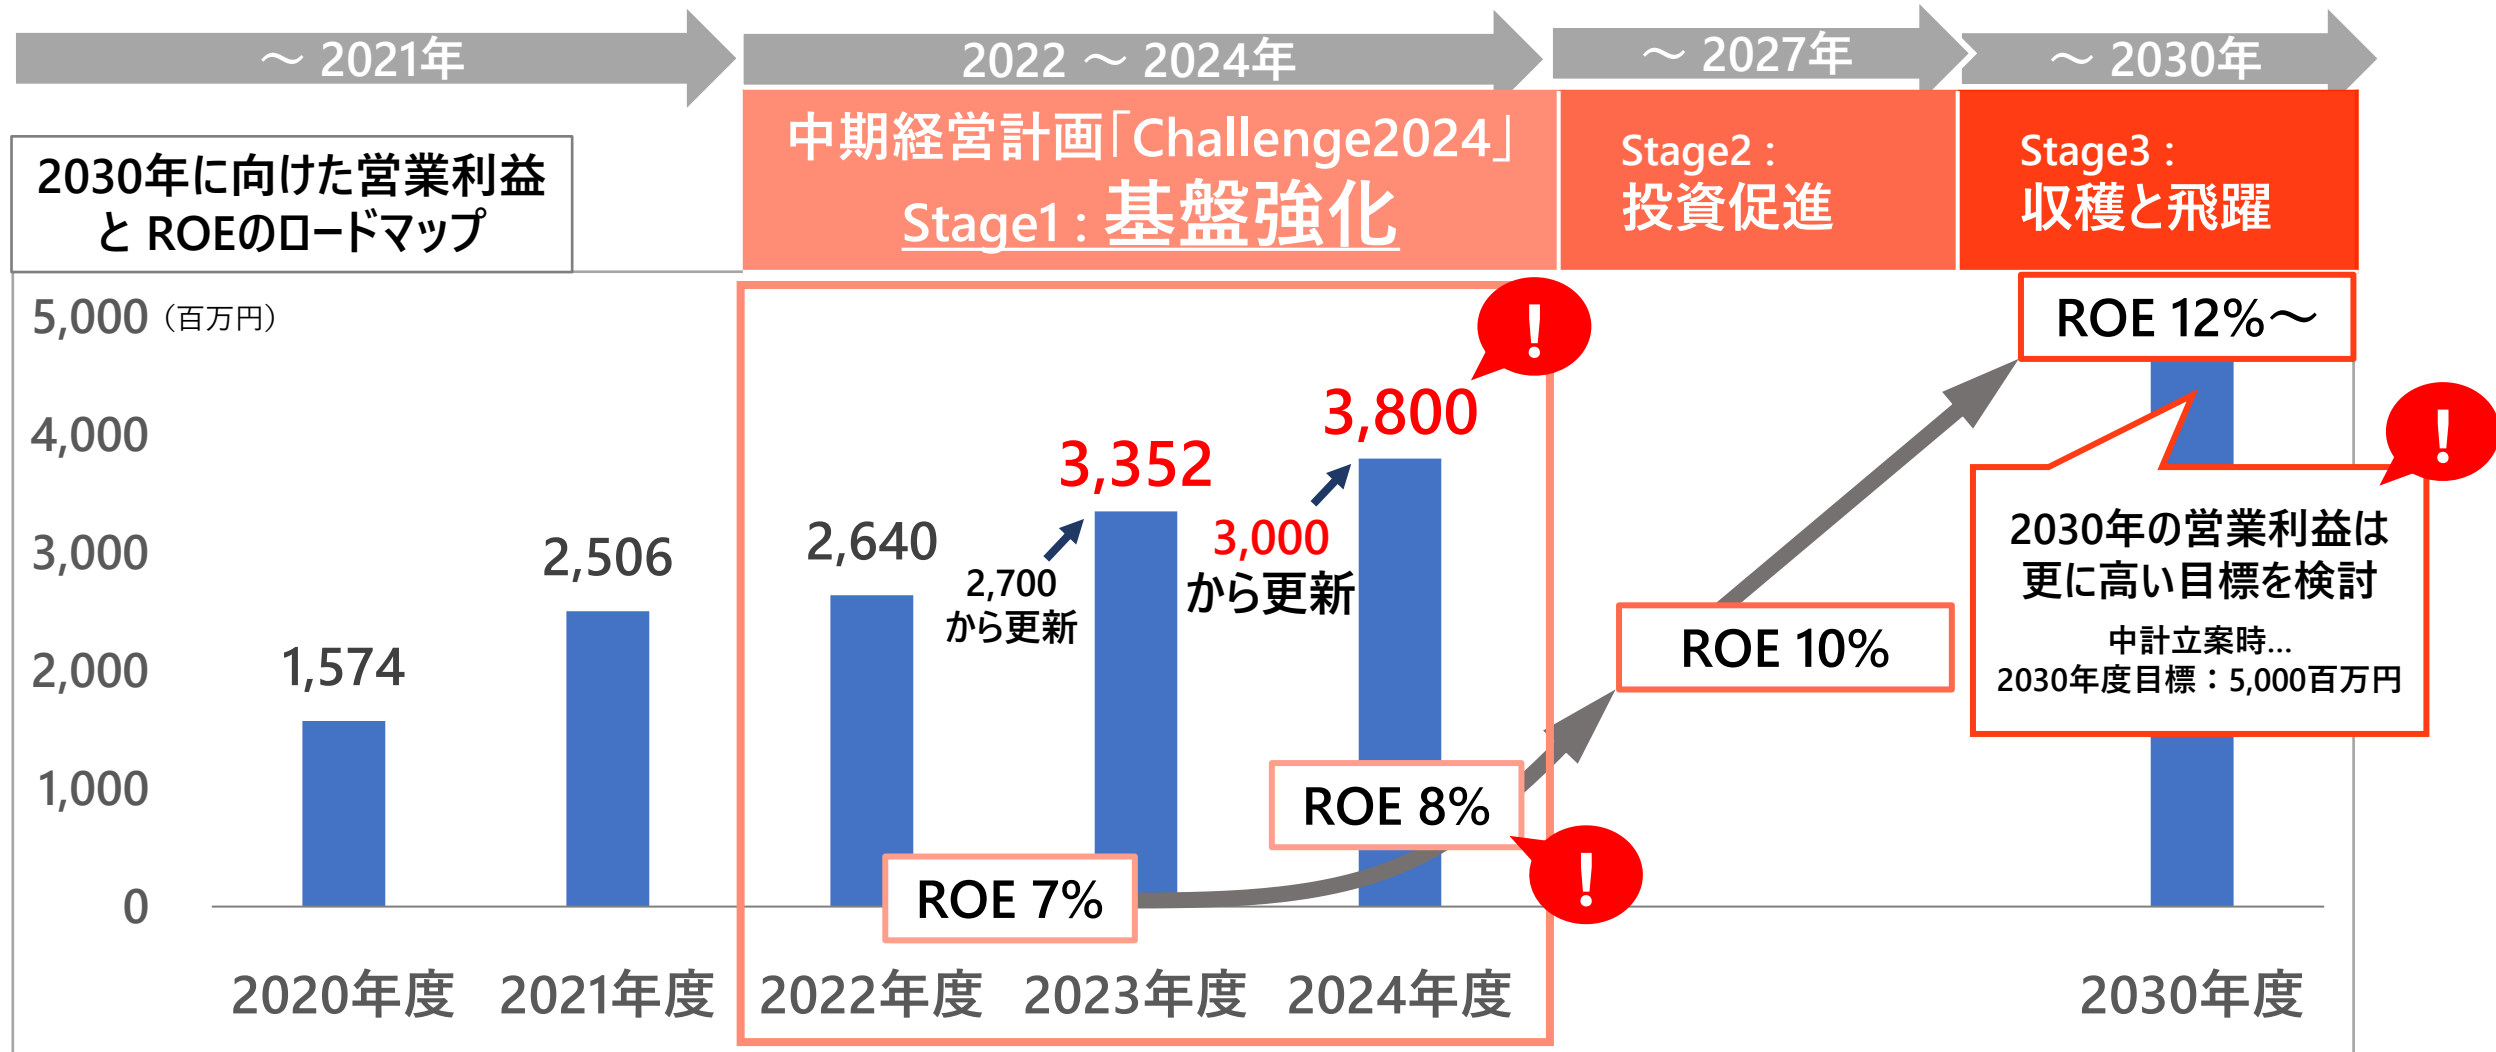 ～ 2021年
2022 ～ 2024年
～ 2027年
～ 2030年
2030年に向けた営業利益
と ROEのロードマップ
中期経営計画「Challenge2024」
Stage1：基盤強化
Stage2：
投資促進
Stage3：
収穫と飛躍
5,000（百万円）
4,000
3,000
2,000
1,000
0
1,574
2,506
2,640
3,352
2,700
から更新
3,800
3,000
から更新
!
ROE 7%
ROE 8%
!
ROE 10%
ROE 12%～
!
2030年の営業利益は
更に高い目標を検討
中計立案時…
2030年度目標：5,000百万円
2020年度
2021年度
2022年度
2023年度
2024年度
2030年度